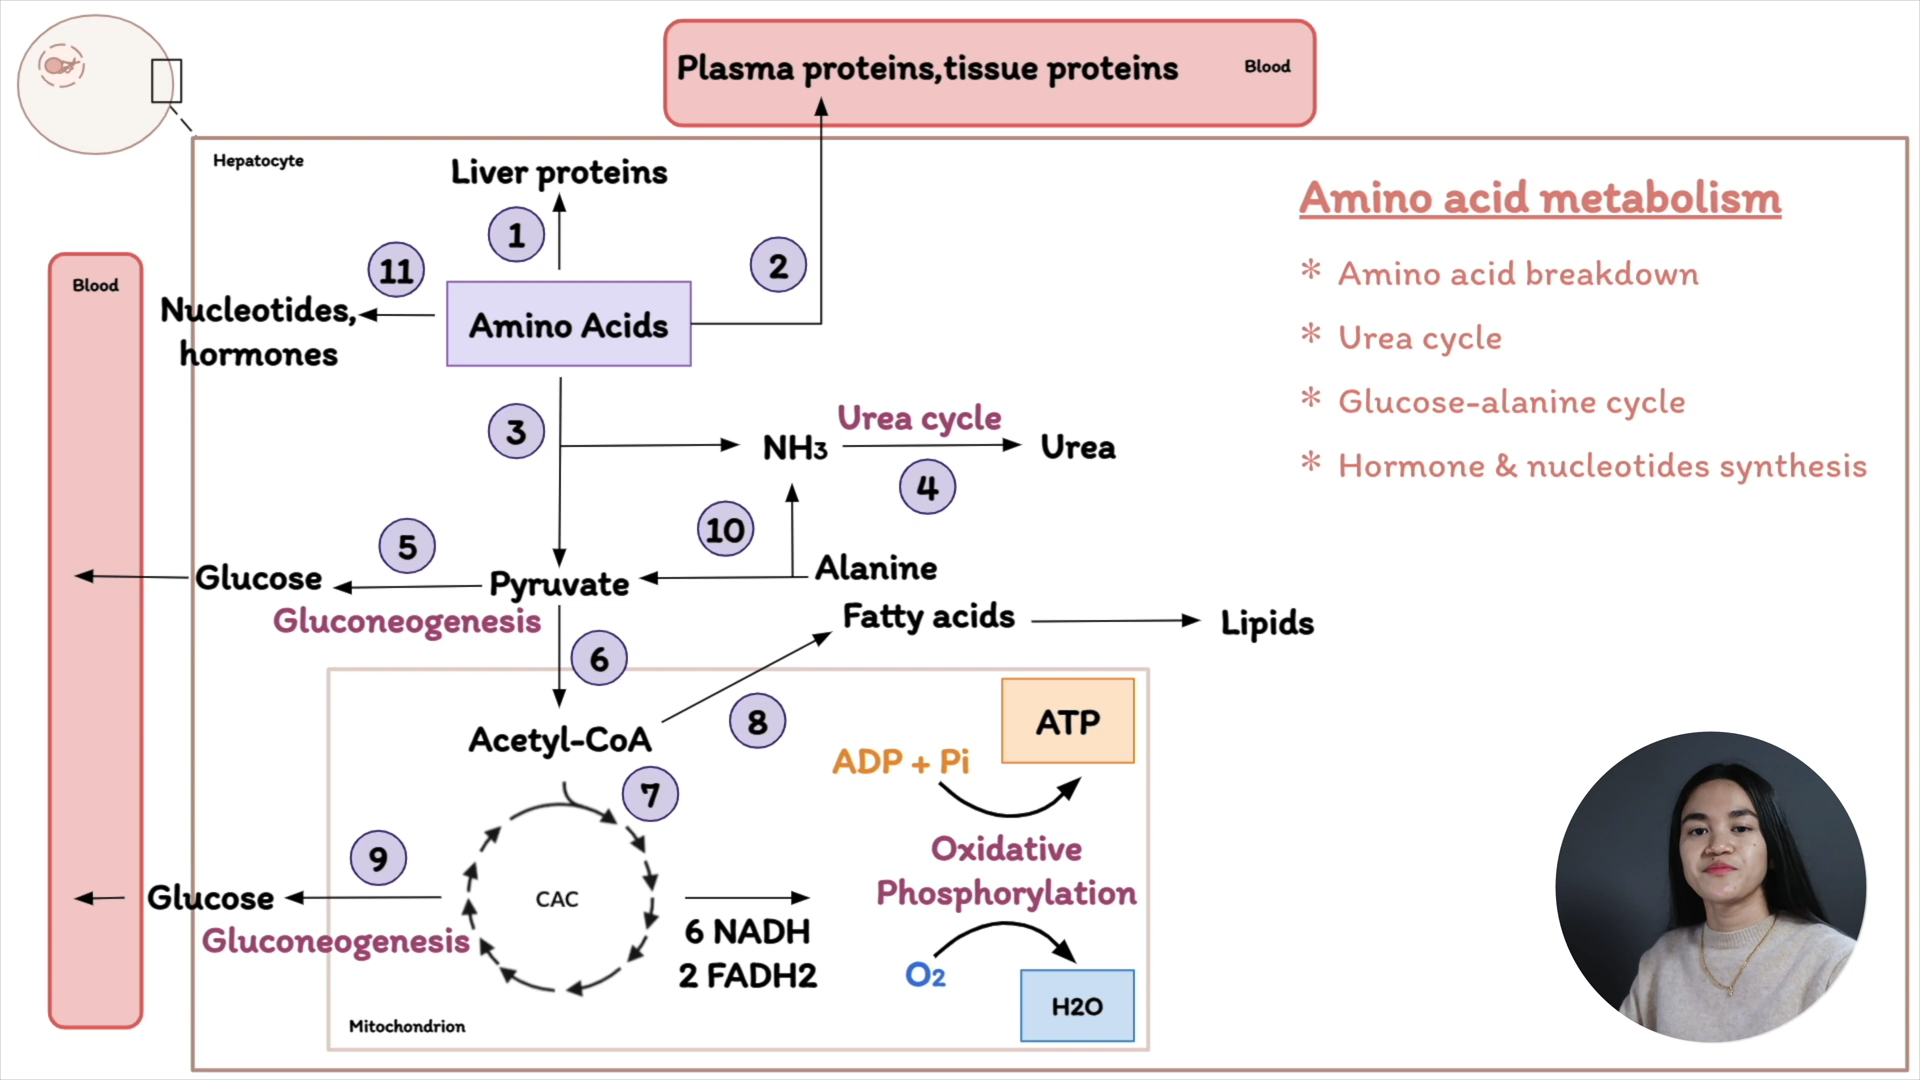 Plasma proteins,tissue proteins
Blood
Hepatocyte
Liver proteins
1
11
2
Blood
Nucleotides,
hormones
Amino Acids
Amino acid metabolism
* Amino acid breakdown
* Urea cycle
* Glucose-alanine cycle
* Hormone & nucleotides synthesis
3
NH3
Urea cycle
Urea
4
10
5
Glucose
Pyruvate
Alanine
Gluconeogenesis
Fatty acids
Lipids
6
Acetyl-CoA
8
ATP
ADP + Pi
7
Oxidative
Phosphorylation
9
Glucose
CAC
Gluconeogenesis
6 NADH
2 FADH2
O2
H2O
Mitochondrion